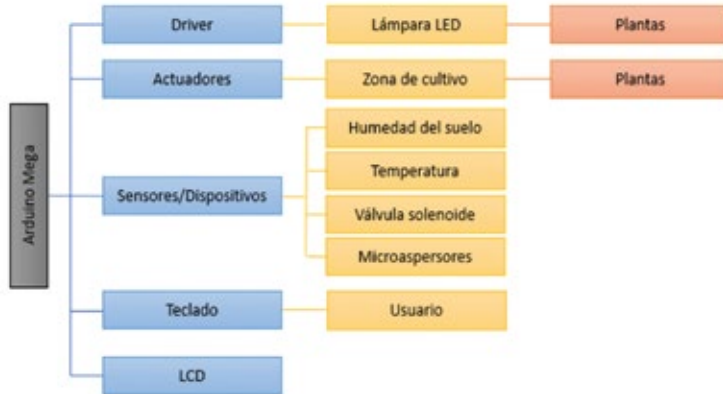 Arduino Mega
Driver
Lámpara LED
Plantas
Actuadores
Zona de cultivo
Plantas
Sensores/Dispositivos
Humedad del suelo
Temperatura
Válvula solenoide
Microaspersores
Teclado
Usuario
LCD